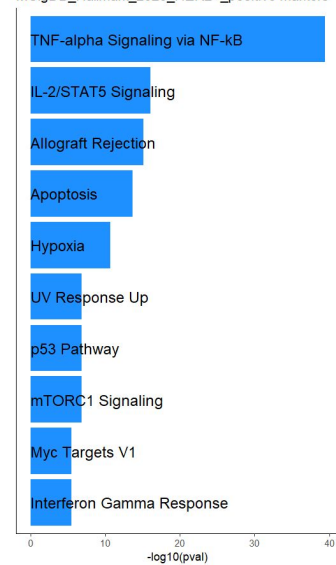 TNF-alpha Signaling via NF-kB
IL-2/STAT5 Signaling
Allograft Rejection
Apoptosis
Hypoxia
UV Response Up
p53 Pathway
mTORC1 Signaling
Myc Targets V1
Interferon Gamma Response
0 10 20 30 40
-log10(pval)